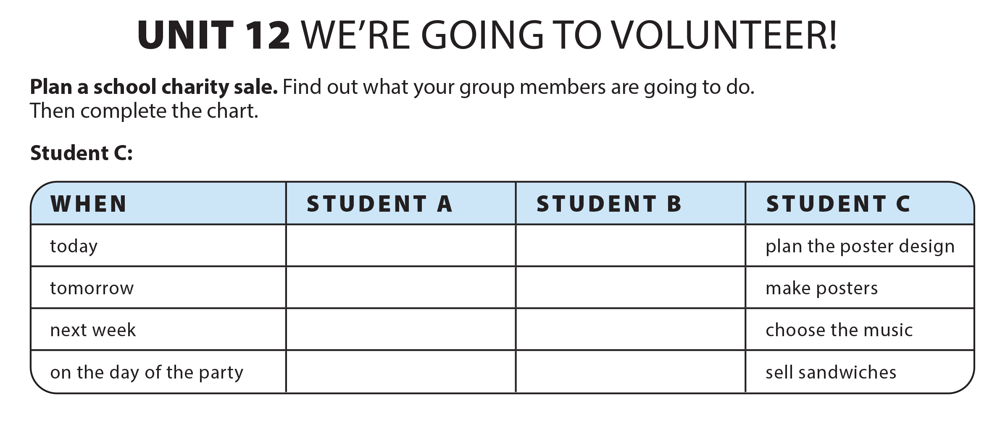 UNIT 12 WE’RE GOING TO VOLUNTEER!
Plan a school charity sale. Find out what your group members are going to do.
Then complete the chart.
Student C:
WHEN STUDENT A STUDENT B STUDENT C
today plan the poster design
tomorrow make posters
next week choose the music
on the day of the party sell sandwiches